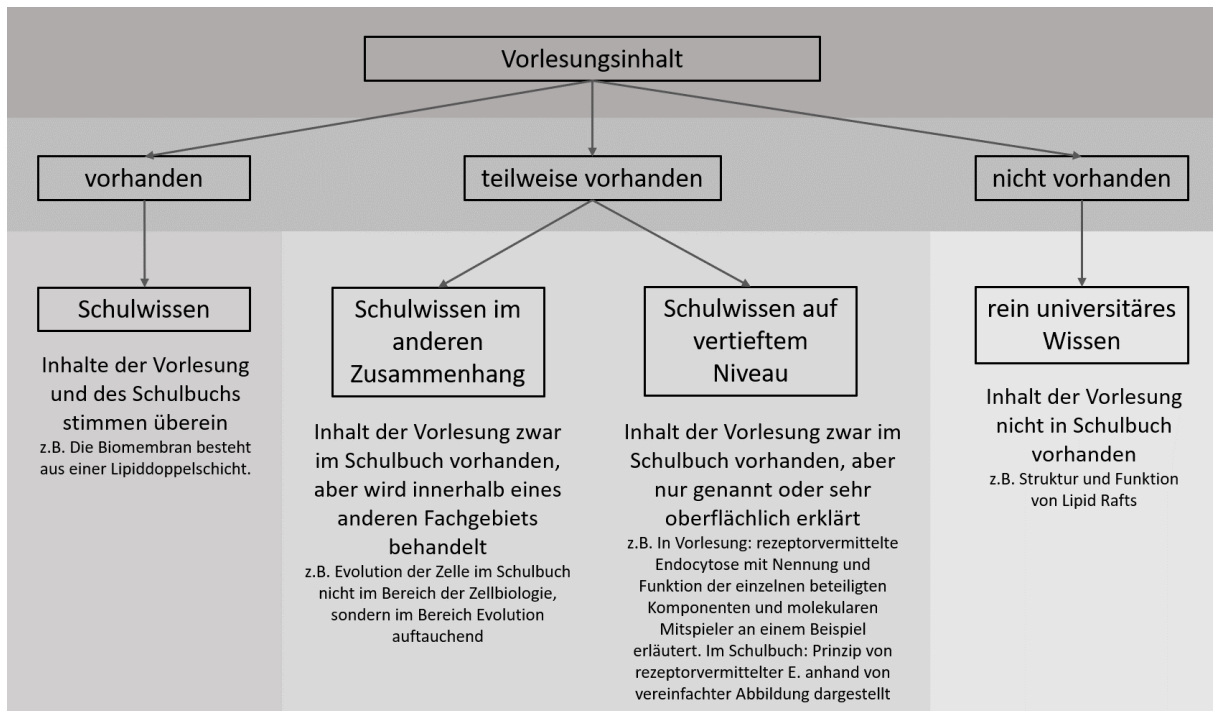 Vorlesungsinhalt
vorhanden
teilweise vorhanden
nicht vorhanden
Schulwissen
Inhalte der Vorlesung
und des Schulbuchs
stimmen überein
z.B. Die Biomembran besteht
aus einer Lipiddoppelschicht.
Schulwissen im
anderen
Zusammenhang
Inhalt der Vorlesung zwar
im Schulbuch vorhanden,
aber wird innerhalb eines
anderen Fachgebiets
behandelt
z.B. Evolution der Zelle im Schulbuch
nicht im Bereich der Zellbiologie,
sondern im Bereich Evolution
auftauchend
Schulwissen auf
vertieftem
Niveau
Inhalt der Vorlesung zwar im
Schulbuch vorhanden, aber
nur genannt oder sehr
oberflächlich erklärt
z.B. In Vorlesung: rezeptorvermittelte
Endocytose mit Nennung und
Funktion der einzelnen beteiligten
Komponenten und molekularen
Mitspieler an einem Beispiel
erläutert. Im Schulbuch: Prinzip von
rezeptorvermittelter E. anhand von
vereinfachter Abbildung dargestellt
rein universitäres
Wissen
Inhalt der Vorlesung
nicht in Schulbuch
vorhanden
z.B. Struktur und Funktion
von Lipid Rafts